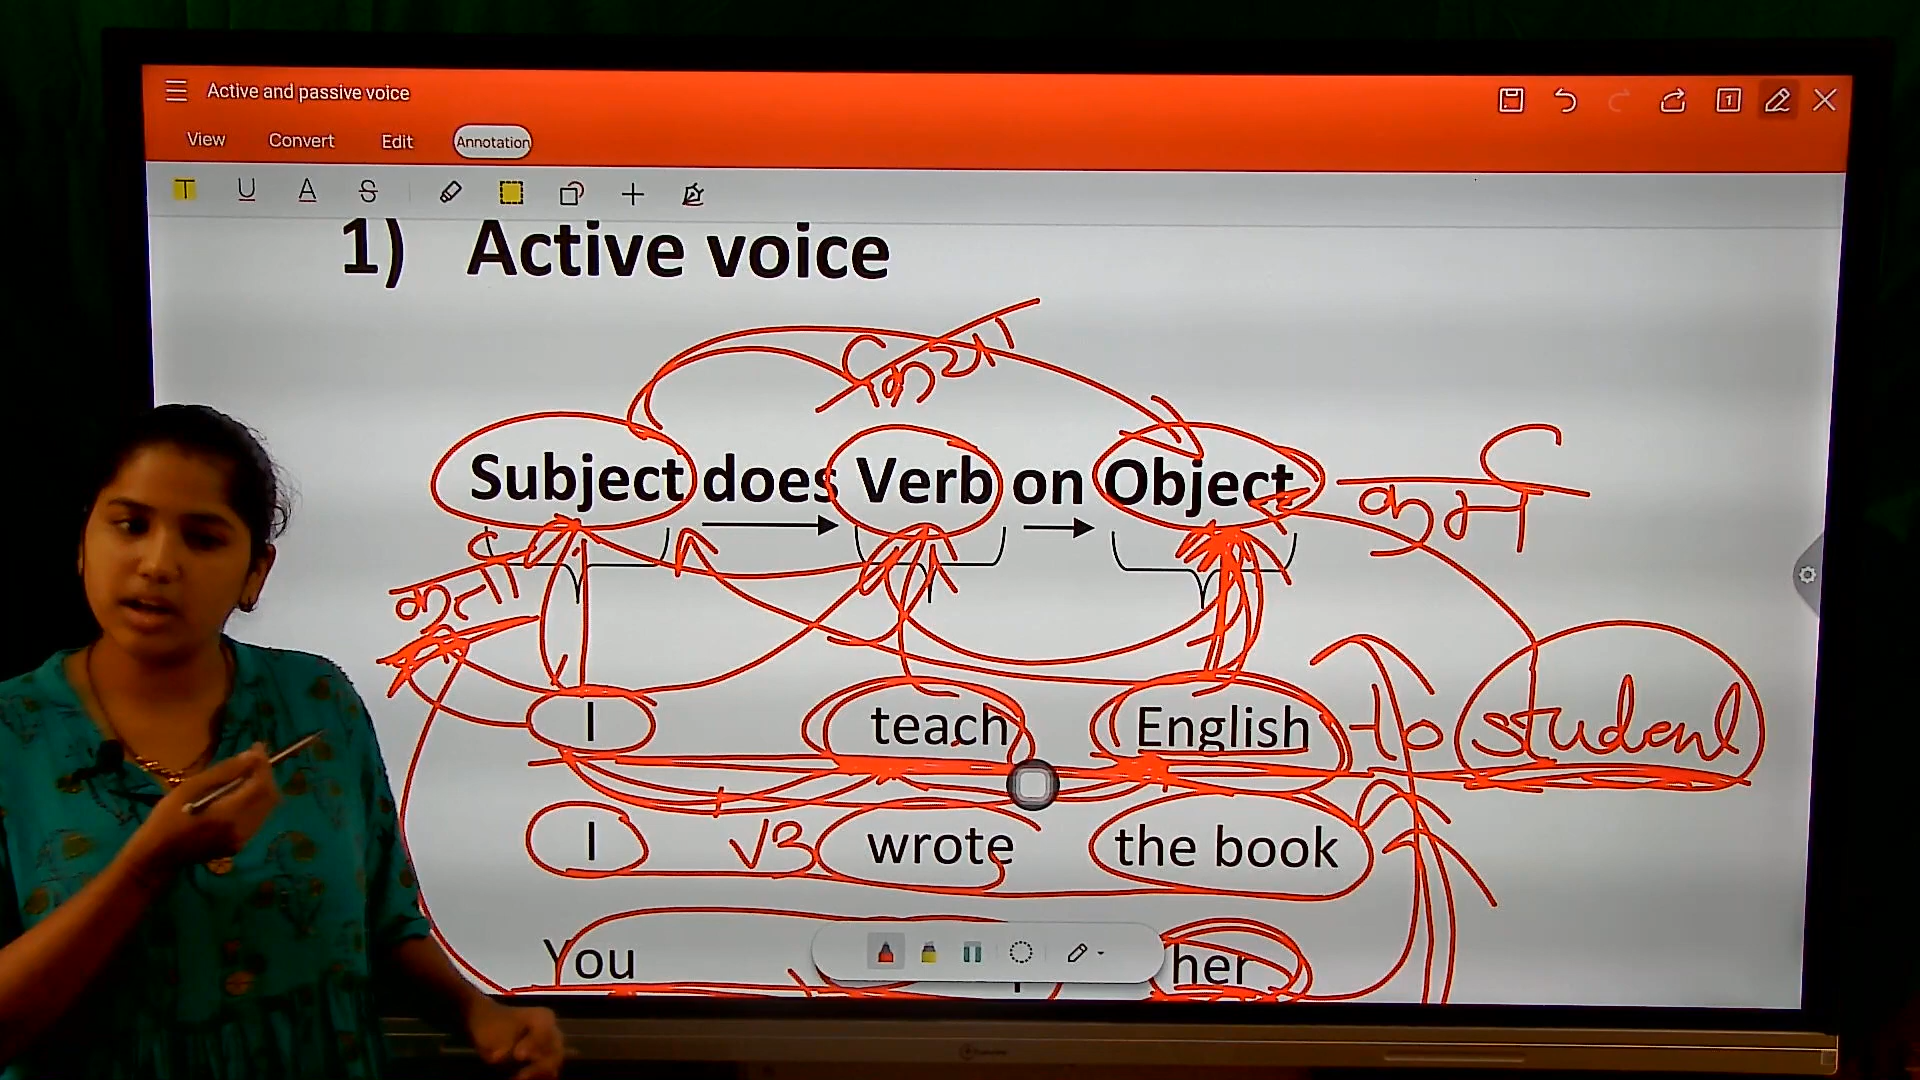 Active and passive voice
View Convert Edit Annotation
1) Active voice
क्रिया
Subject does Verb on Object कर्म
कर्ता
I teach English to student
I V3 wrote the book
You her